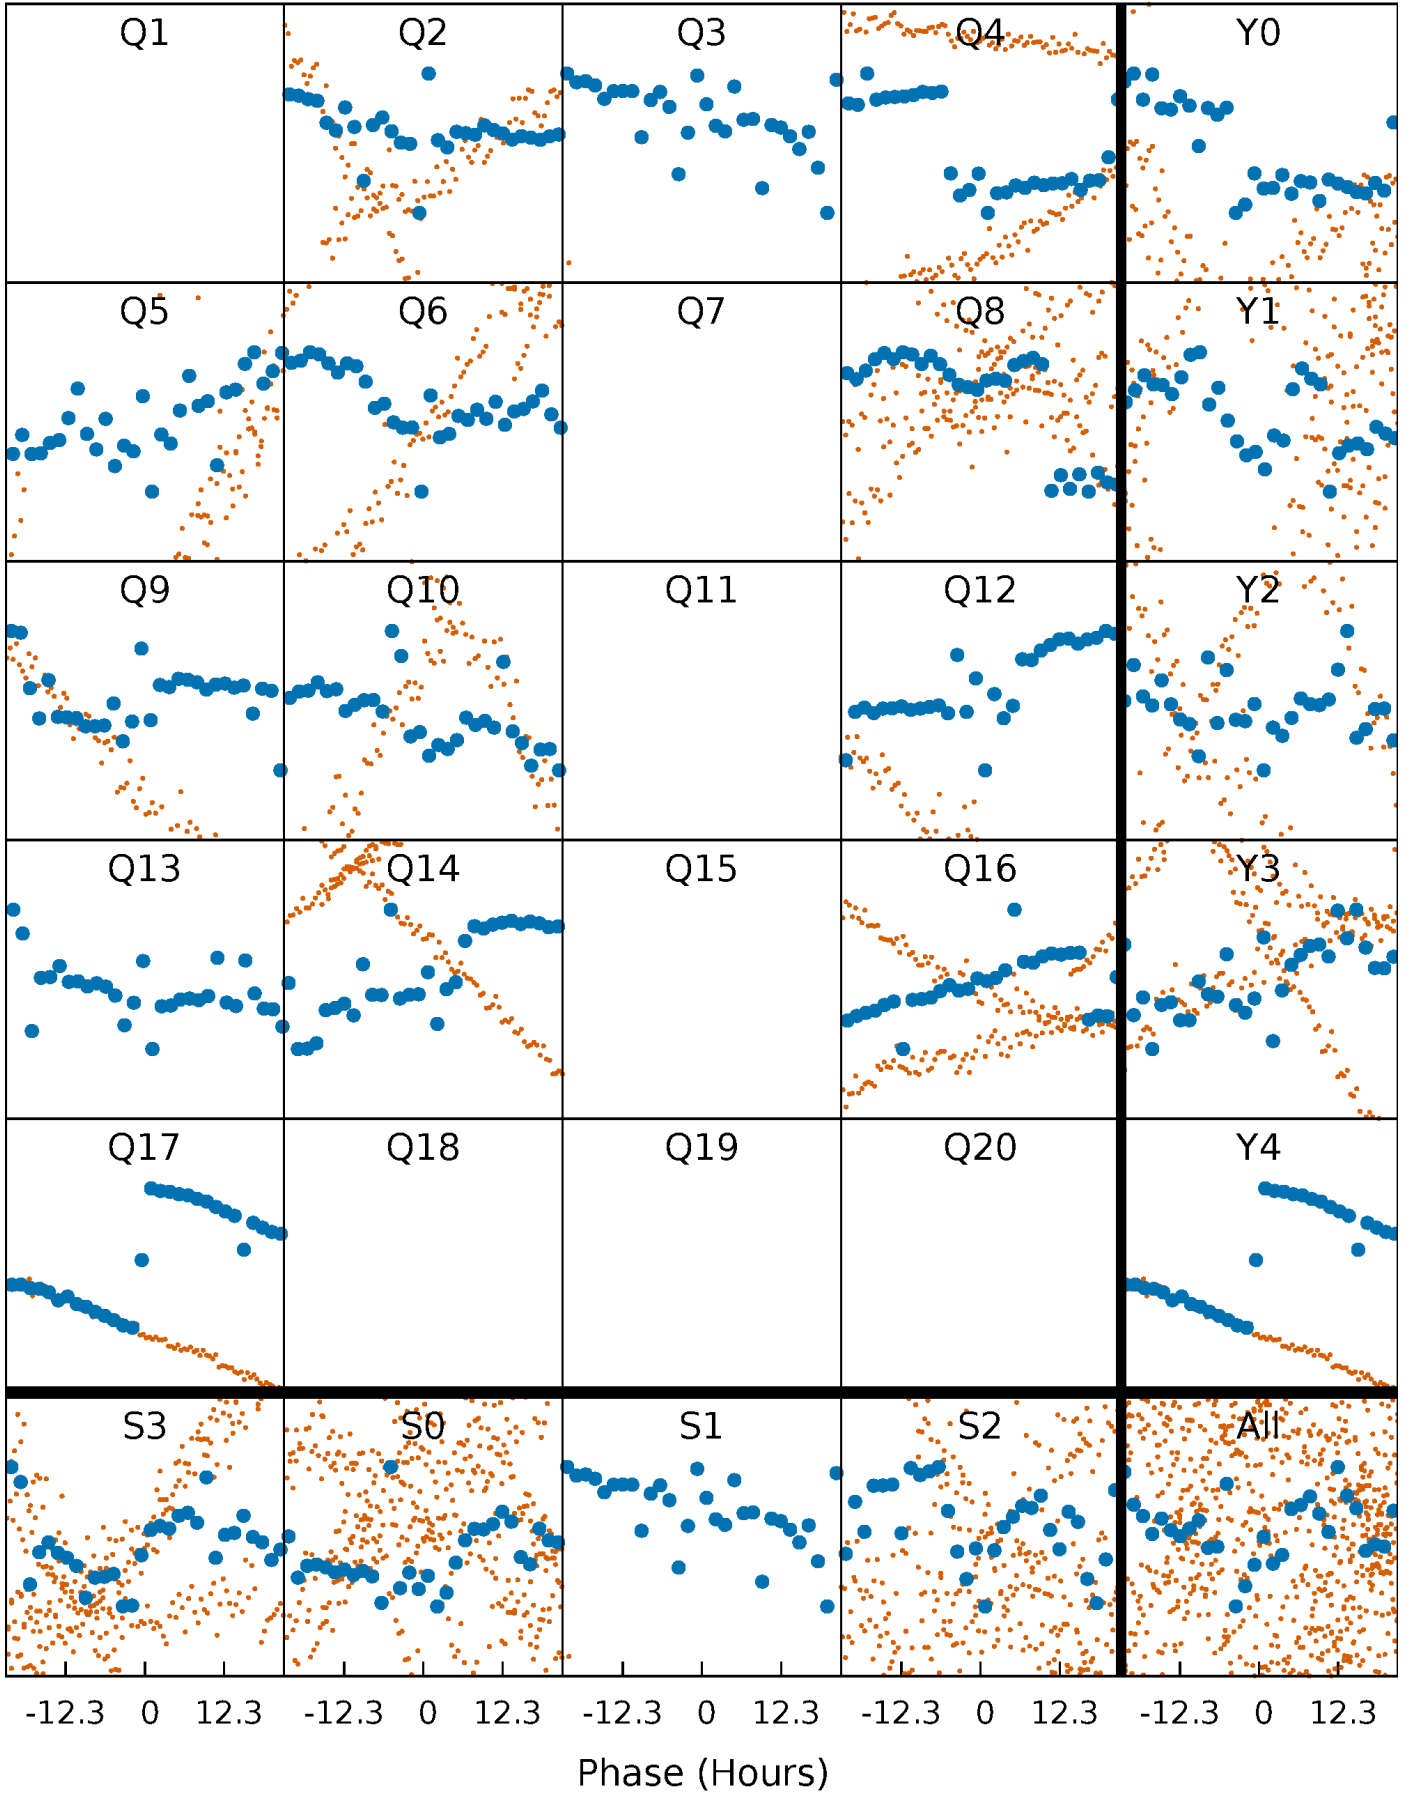 Q1 Q2 Q3 Q4 Y0
Q5 Q6 Q7 Q8 Y1
Q9 Q10 Q11 Q12 Y2
Q13 Q14 Q15 Q16 Y3
Q17 Q18 Q19 Q20 Y4
S3 S0 S1 S2 All
-12.3 0 12.3 -12.3 0 12.3 -12.3 0 12.3 -12.3 0 12.3 -12.3 0 12.3
Phase (Hours)